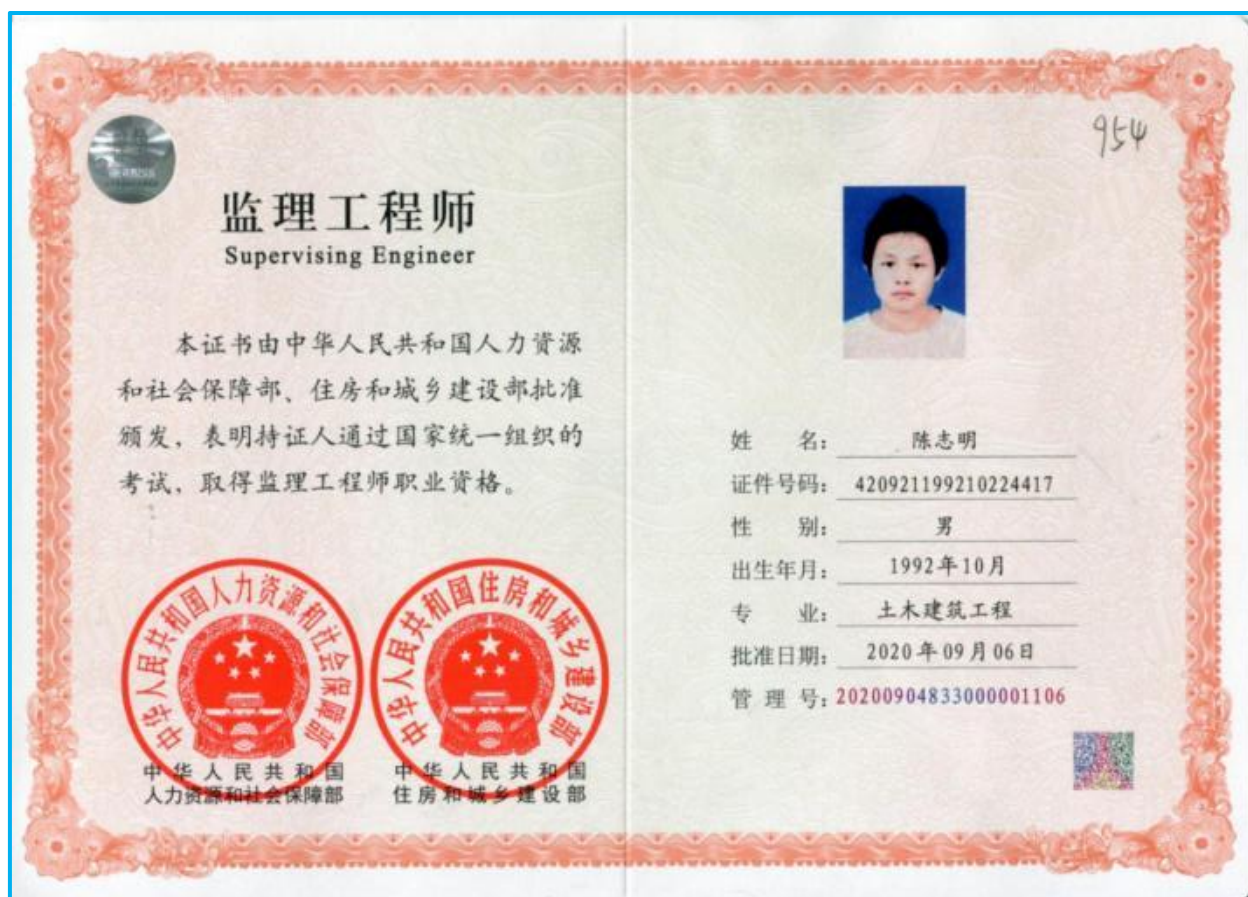 954
监理工程师
Supervising Engineer
本证书由中华人民共和国人力资源
和社会保障部、住房和城乡建设部批准
颁发，表明持证人通过国家统一组织的
考试，取得监理工程师职业资格。
中华人民共和国人力资源和社会保障部
中华人民共和国住房和城乡建设部
中华人民共和国
人力资源和社会保障部
中华人民共和国
住房和城乡建设部
姓 名： 陈志明
证件号码： 420921199210224417
性 别： 男
出生年月： 1992年10月
专 业： 土木建筑工程
批准日期： 2020年09月06日
管 理 号：20200904833000001106